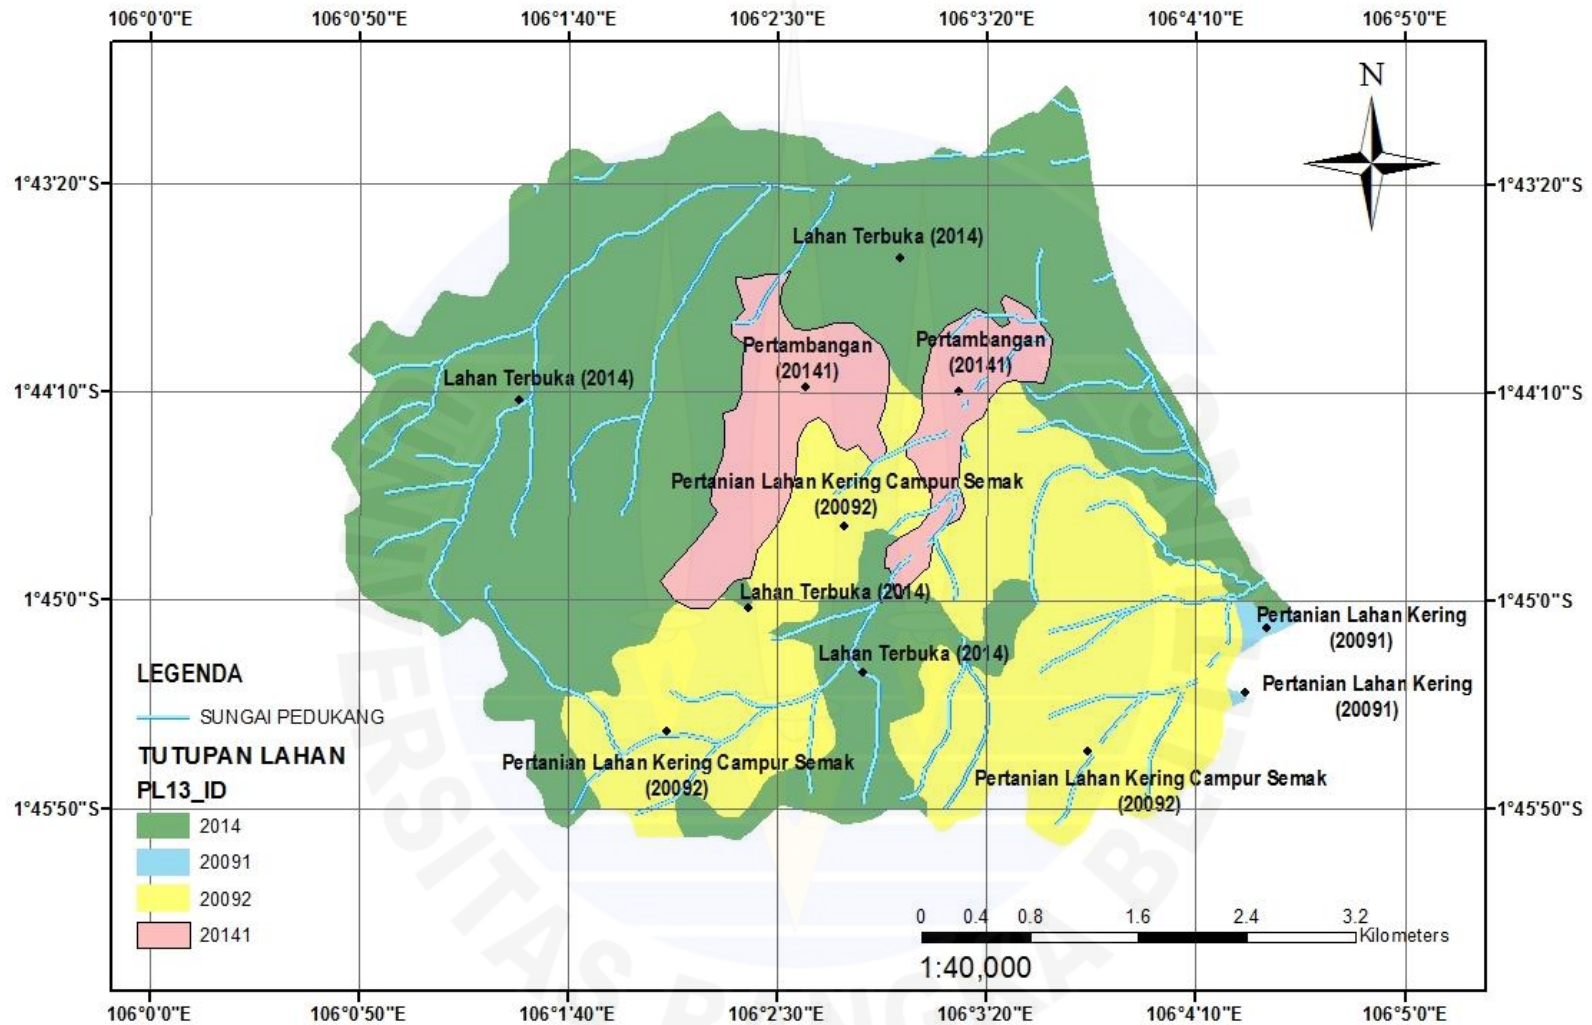 106°0'0"E 106°0'50"E 106°1'40"E 106°2'30"E 106°3'20"E 106°4'10"E 106°5'0"E
N
1°43'20"S 1°43'20"S
Lahan Terbuka (2014)
Pertambangan
(20141)
Pertambangan
(20141)
Lahan Terbuka (2014)
1°44'10"S 1°44'10"S
Pertanian Lahan Kering Campur Semak
(20092)
Lahan Terbuka (2014)
1°45'0"S 1°45'0"S
Pertanian Lahan Kering
(20091)
Lahan Terbuka (2014)
Pertanian Lahan Kering
(20091)
Pertanian Lahan Kering Campur Semak
(20092)
Pertanian Lahan Kering Campur Semak
(20092)
1°45'50"S 1°45'50"S
LEGENDA
SUNGAI PEDUKANG
TUTUPAN LAHAN
PL13_ID
2014
20091
20092
20141
0 0.4 0.8 1.6 2.4 3.2
Kilometers
1:40,000
106°0'0"E 106°0'50"E 106°1'40"E 106°2'30"E 106°3'20"E 106°4'10"E 106°5'0"E
UNIVERSITAS BANGKA BELITUNG